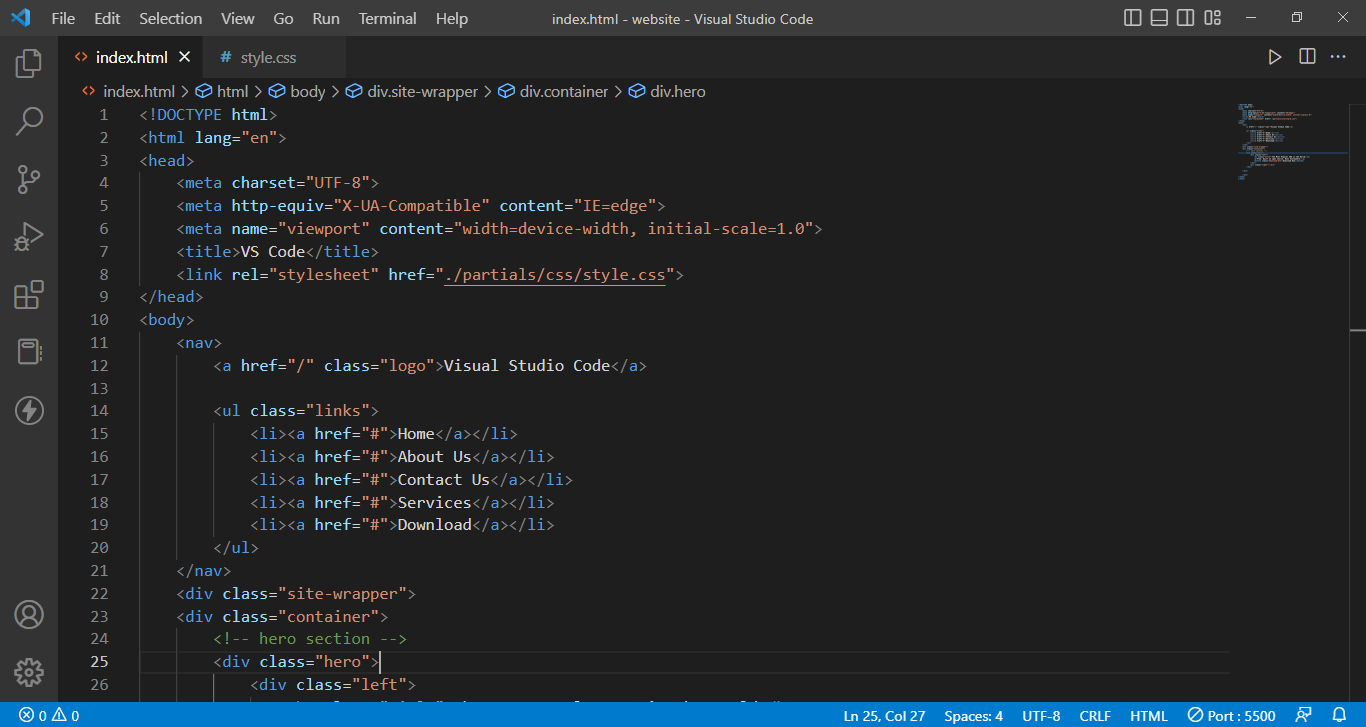 File Edit Selection View Go Run Terminal Help index.html - website - Visual Studio Code
index.html # style.css
index.html > html > body > div.site-wrapper > div.container > div.hero
1 <!DOCTYPE html>
2 <html lang="en">
3 <head>
4     <meta charset="UTF-8">
5     <meta http-equiv="X-UA-Compatible" content="IE=edge">
6     <meta name="viewport" content="width=device-width, initial-scale=1.0">
7     <title>VS Code</title>
8     <link rel="stylesheet" href="./partials/css/style.css">
9 </head>
10 <body>
11     <nav>
12         <a href="/" class="logo">Visual Studio Code</a>
13
14         <ul class="links">
15             <li><a href="#">Home</a></li>
16             <li><a href="#">About Us</a></li>
17             <li><a href="#">Contact Us</a></li>
18             <li><a href="#">Services</a></li>
19             <li><a href="#">Download</a></li>
20         </ul>
21     </nav>
22     <div class="site-wrapper">
23     <div class="container">
24         <!-- hero section -->
25         <div class="hero">
26             <div class="left">
0 0 Ln 25, Col 27 Spaces: 4 UTF-8 CRLF HTML Port : 5500